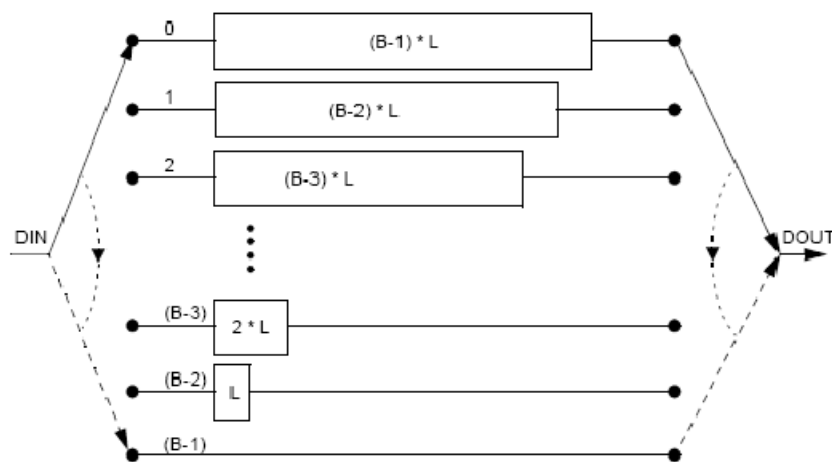 0
(B-1) * L
1
(B-2) * L
2
(B-3) * L
DIN
DOUT
(B-3)
2 * L
(B-2)
L
(B-1)